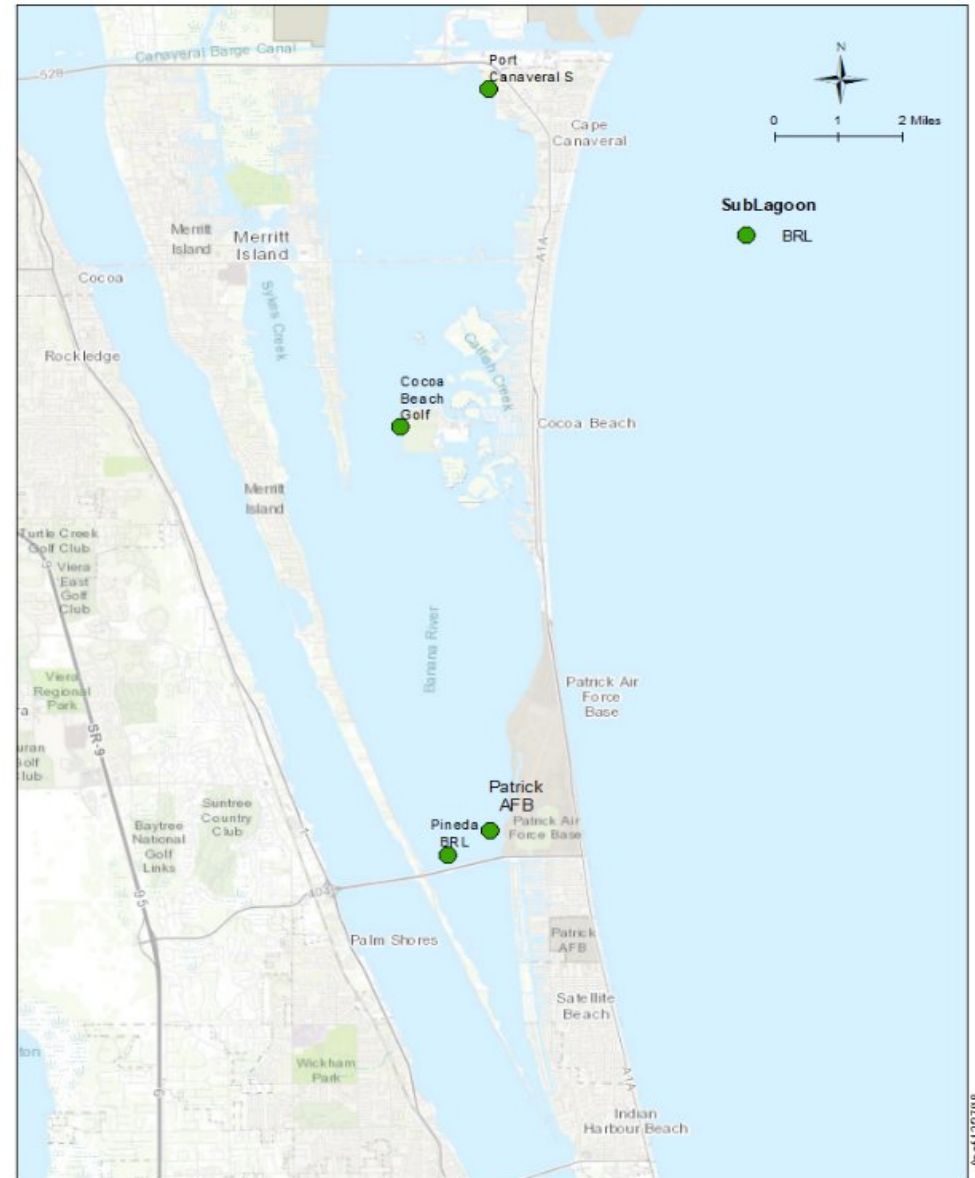 Canaveral Barge Canal
528
Port
Canaveral S
N
0 1 2 Miles
Cape
Canaveral
SubLagoon
BRL
Merritt
Island
Merritt
Island
A1A
Cocoa
Sykes Creek
Rockledge
Catfish Creek
Cocoa
Beach
Golf
Cocoa Beach
Merritt
Island
Turtle Creek
Golf Club
Viera
East
Golf
Club
Banana River
Viera
Regional
Park
Patrick Air
Force
Base
SR-9
Golf
Club
Suntree
Country
Club
Baytree
National
Golf
Links
Patrick
AFB
Pineda
BRL
Patrick Air
Force Base
1
404
95
Palm Shores
Patrick
AFB
Satellite
Beach
Wickham
Park
A1A
Indian
Harbour Beach